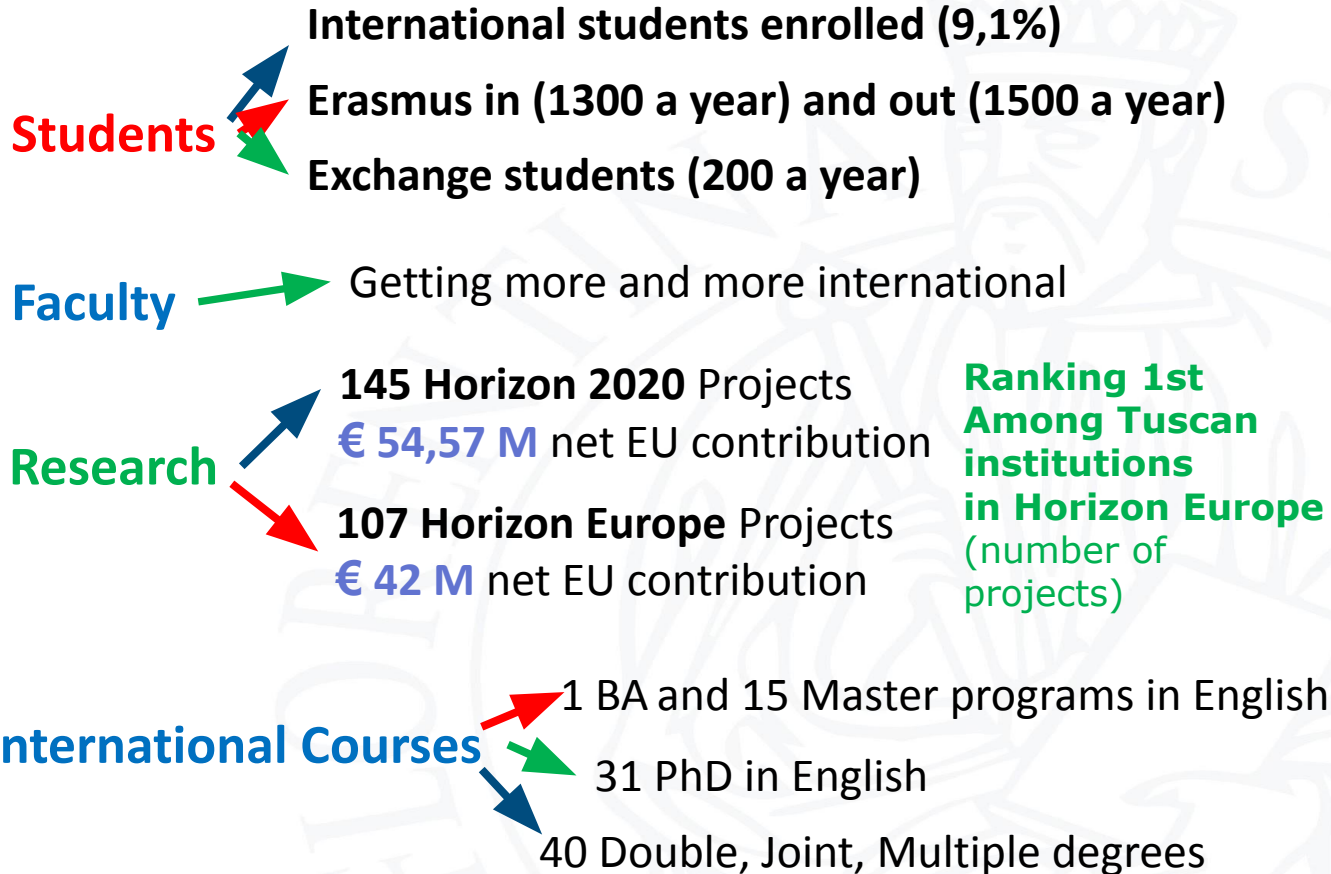 International students enrolled (9,1%)
Students
Erasmus in (1300 a year) and out (1500 a year)
Exchange students (200 a year)
Faculty
Getting more and more international
Research
145 Horizon 2020 Projects
€ 54,57 M net EU contribution
107 Horizon Europe Projects
€ 42 M net EU contribution
Ranking 1st
Among Tuscan
institutions
in Horizon Europe
(number of
projects)
nternational Courses
1 BA and 15 Master programs in English
31 PhD in English
40 Double, Joint, Multiple degrees